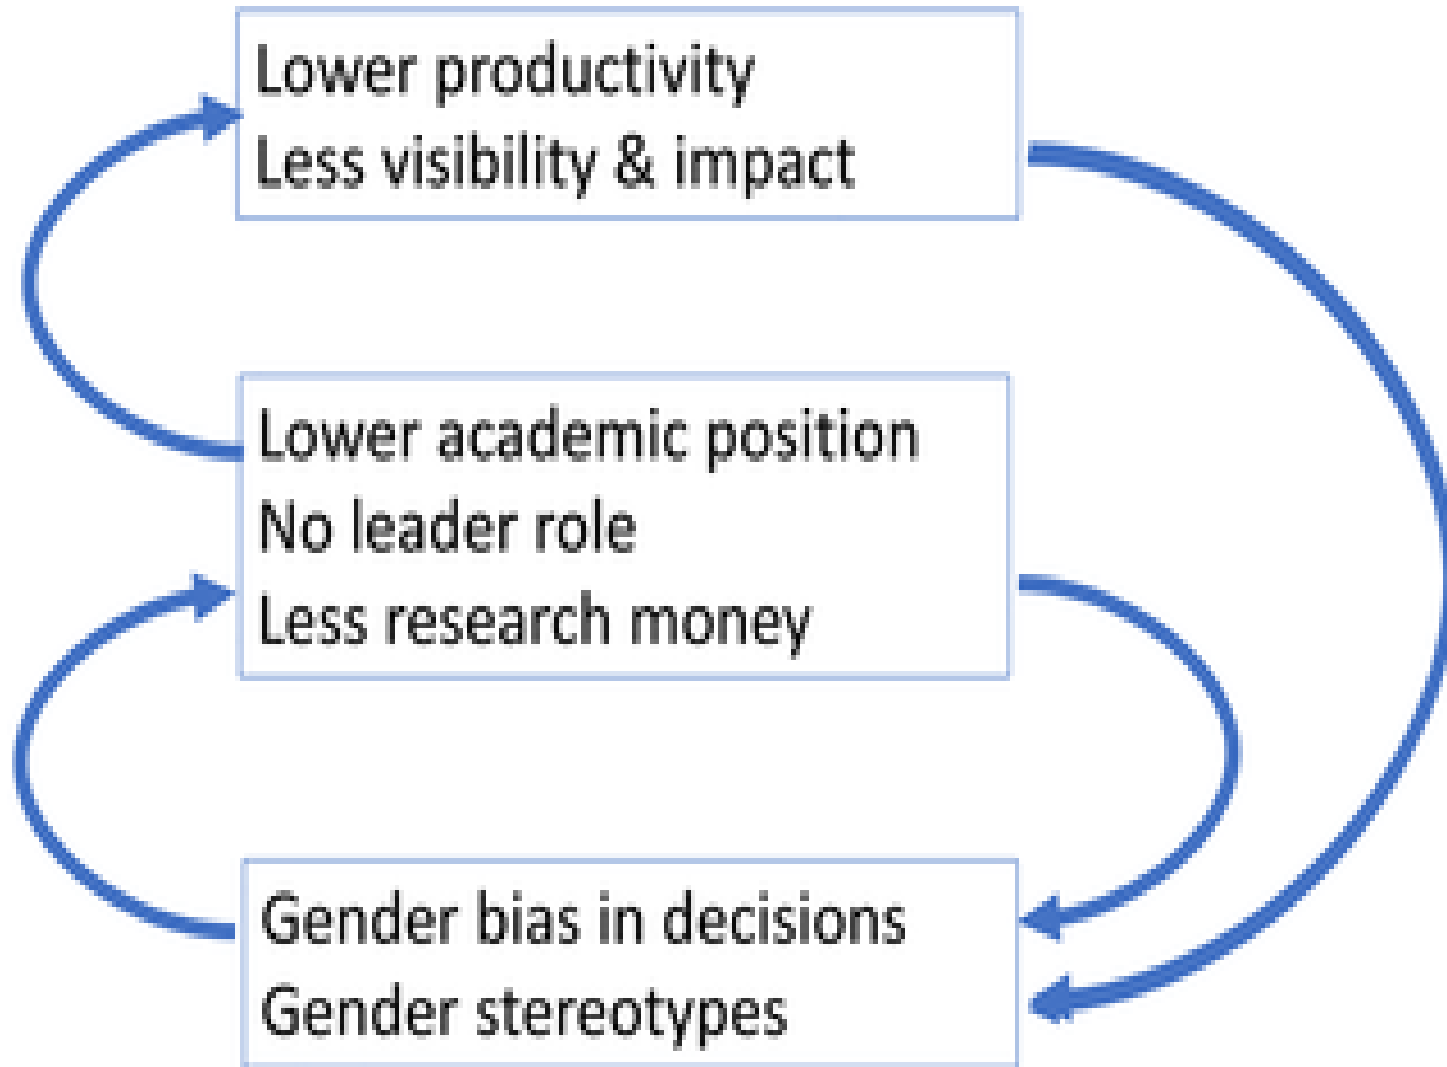 Lower productivity
Less visibility & impact
Lower academic position
No leader role
Less research money
Gender bias in decisions
Gender stereotypes